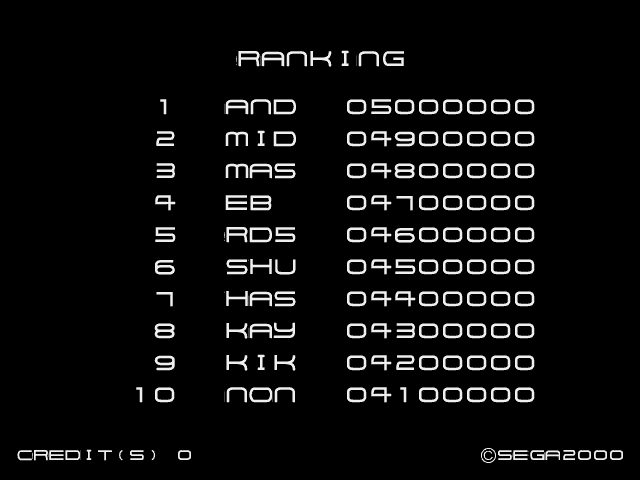 RANKING
1 AND 05000000
2 MID 04900000
3 MAS 04800000
4 EB 04700000
5 RDS 04600000
6 SHU 04500000
7 HAS 04400000
8 KAY 04300000
9 KIK 04200000
10 NON 04100000
CREDIT(S) 0 ©SEGA2000